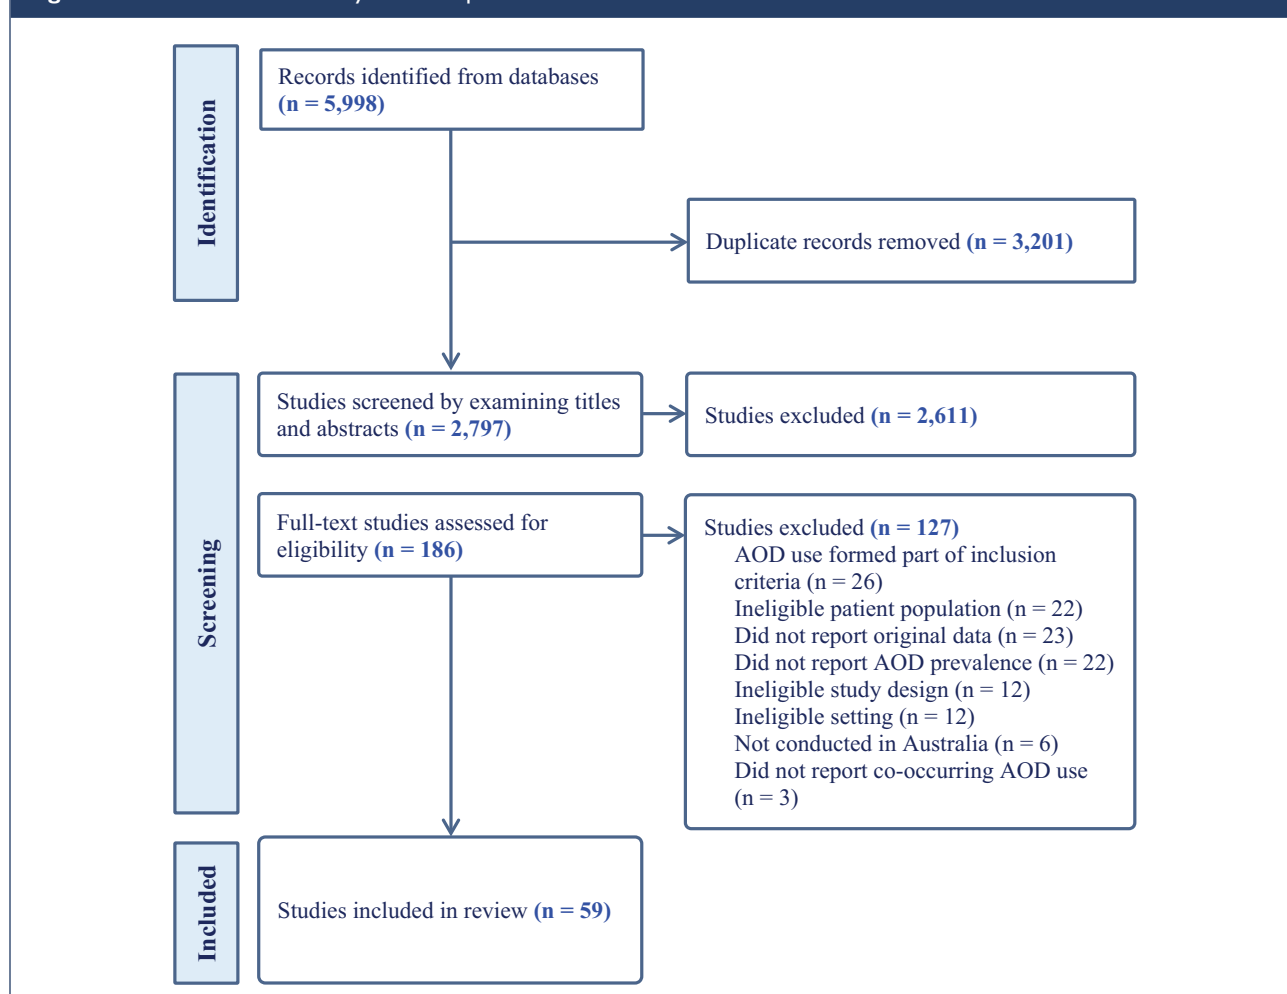 Identification
Records identified from databases
(n = 5,998)
Duplicate records removed (n = 3,201)
Screening
Studies screened by examining titles
and abstracts (n = 2,797)
Studies excluded (n = 2,611)
Full-text studies assessed for
eligibility (n = 186)
Studies excluded (n = 127)
AOD use formed part of inclusion
criteria (n = 26)
Ineligible patient population (n = 22)
Did not report original data (n = 23)
Did not report AOD prevalence (n = 22)
Ineligible study design (n = 12)
Ineligible setting (n = 12)
Not conducted in Australia (n = 6)
Did not report co-occurring AOD use
(n = 3)
Included
Studies included in review (n = 59)